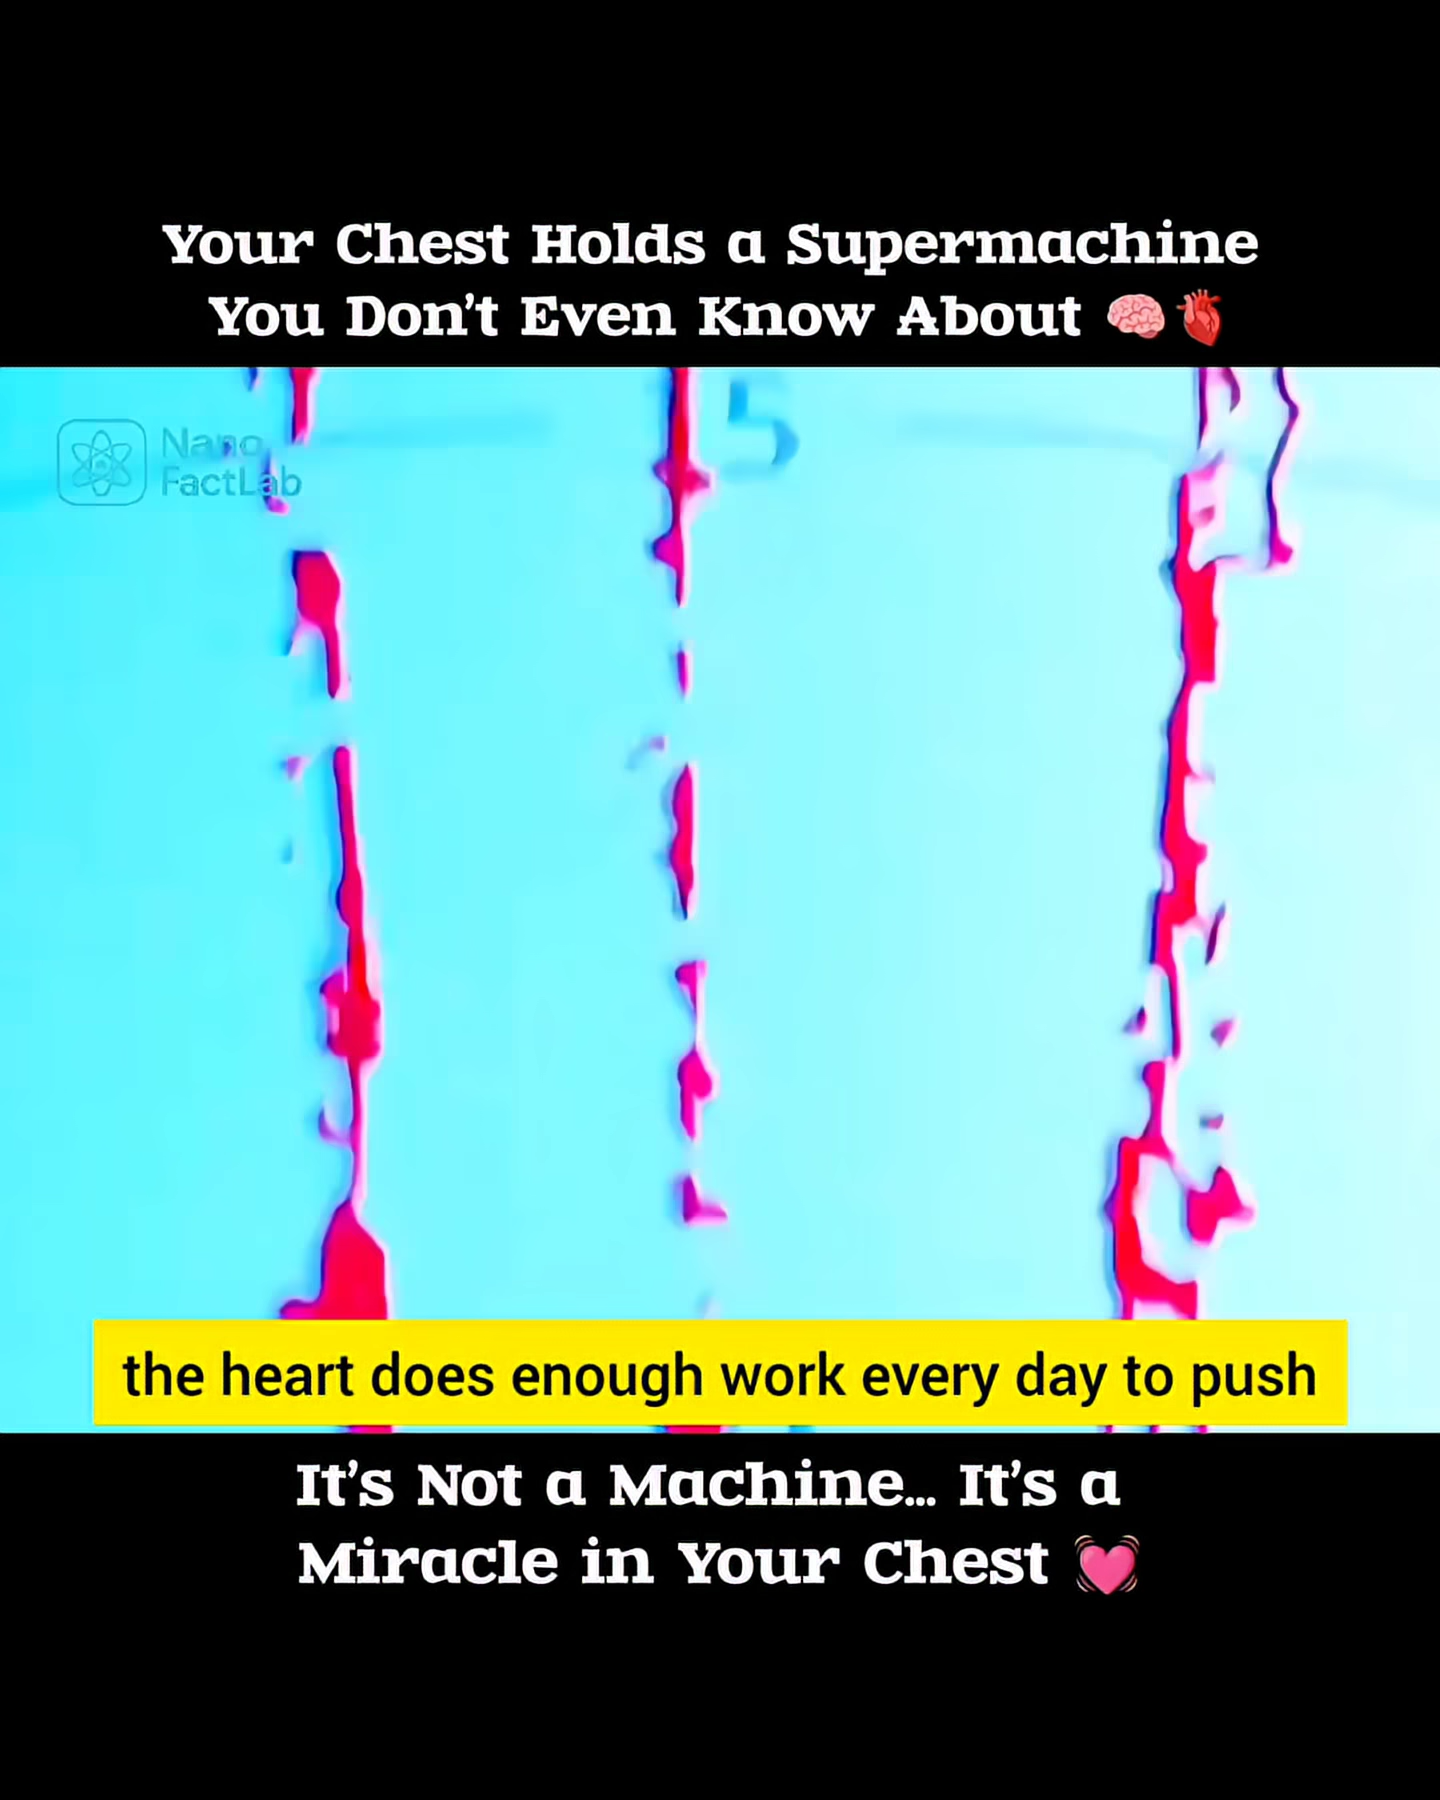 Your Chest Holds a Supermachine
You Don't Even Know About 🧠🫀
5
Nano
FactLab
the heart does enough work every day to push
It's Not a Machine... It's a
Miracle in Your Chest 💓